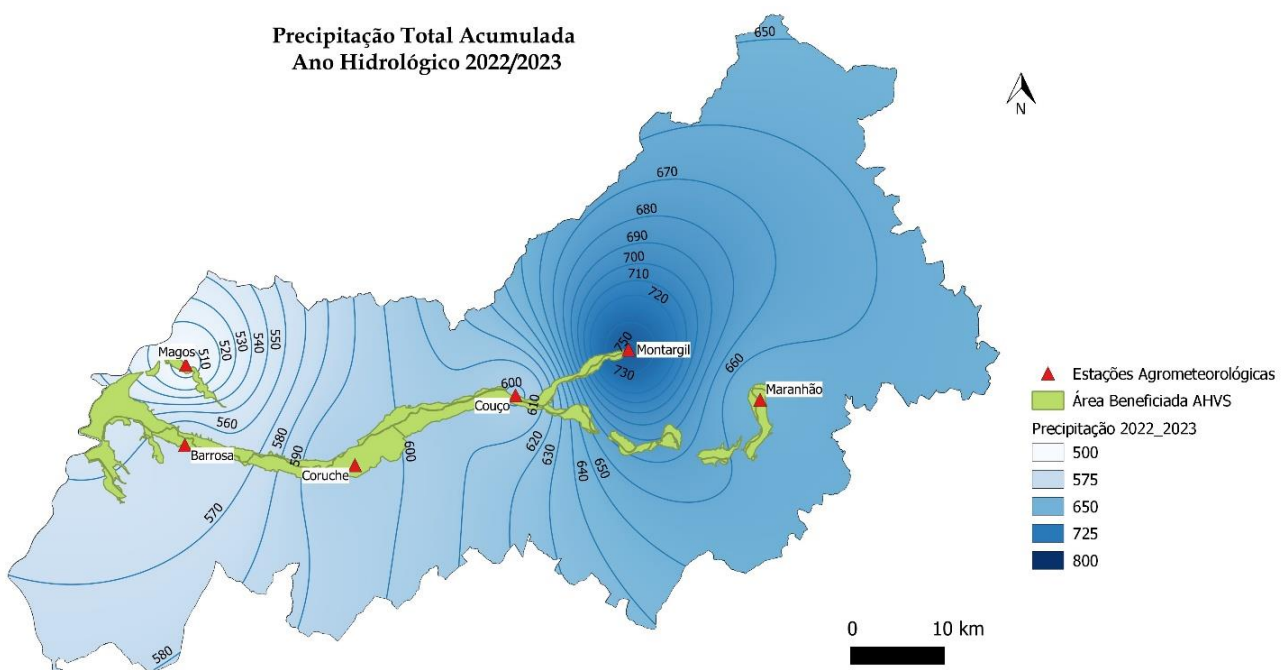 Precipitação Total Acumulada
Ano Hidrológico 2022/2023
N
650
670
680
690
700
710
720
750
730
660
550
540
530
520
510
560
570
580
590
580
600
600
610
620
630
640
650
Magos
Barrosa
Coruche
Couço
Montargil
Maranhão
Estações Agrometeorológicas
Área Beneficiada AHVS
Precipitação 2022_2023
500
575
650
725
800
0 10 km